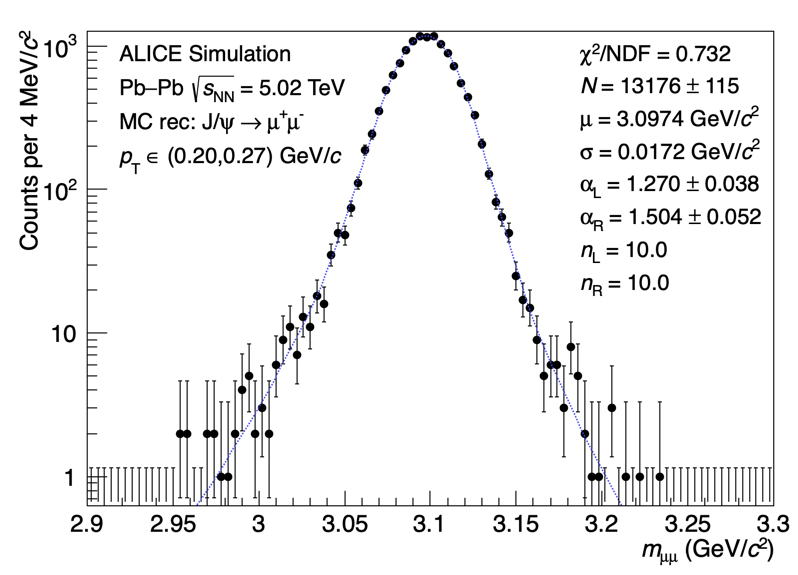 ALICE Simulation
Pb–Pb √sNN = 5.02 TeV
MC rec: J/ψ → μ⁺μ⁻
pT ∈ (0.20,0.27) GeV/c
χ²/NDF = 0.732
N = 13176 ± 115
μ = 3.0974 GeV/c²
σ = 0.0172 GeV/c²
αL = 1.270 ± 0.038
αR = 1.504 ± 0.052
nL = 10.0
nR = 10.0
Counts per 4 MeV/c²
10³
10²
10
1
2.9 2.95 3 3.05 3.1 3.15 3.2 3.25 3.3
mμμ (GeV/c²)